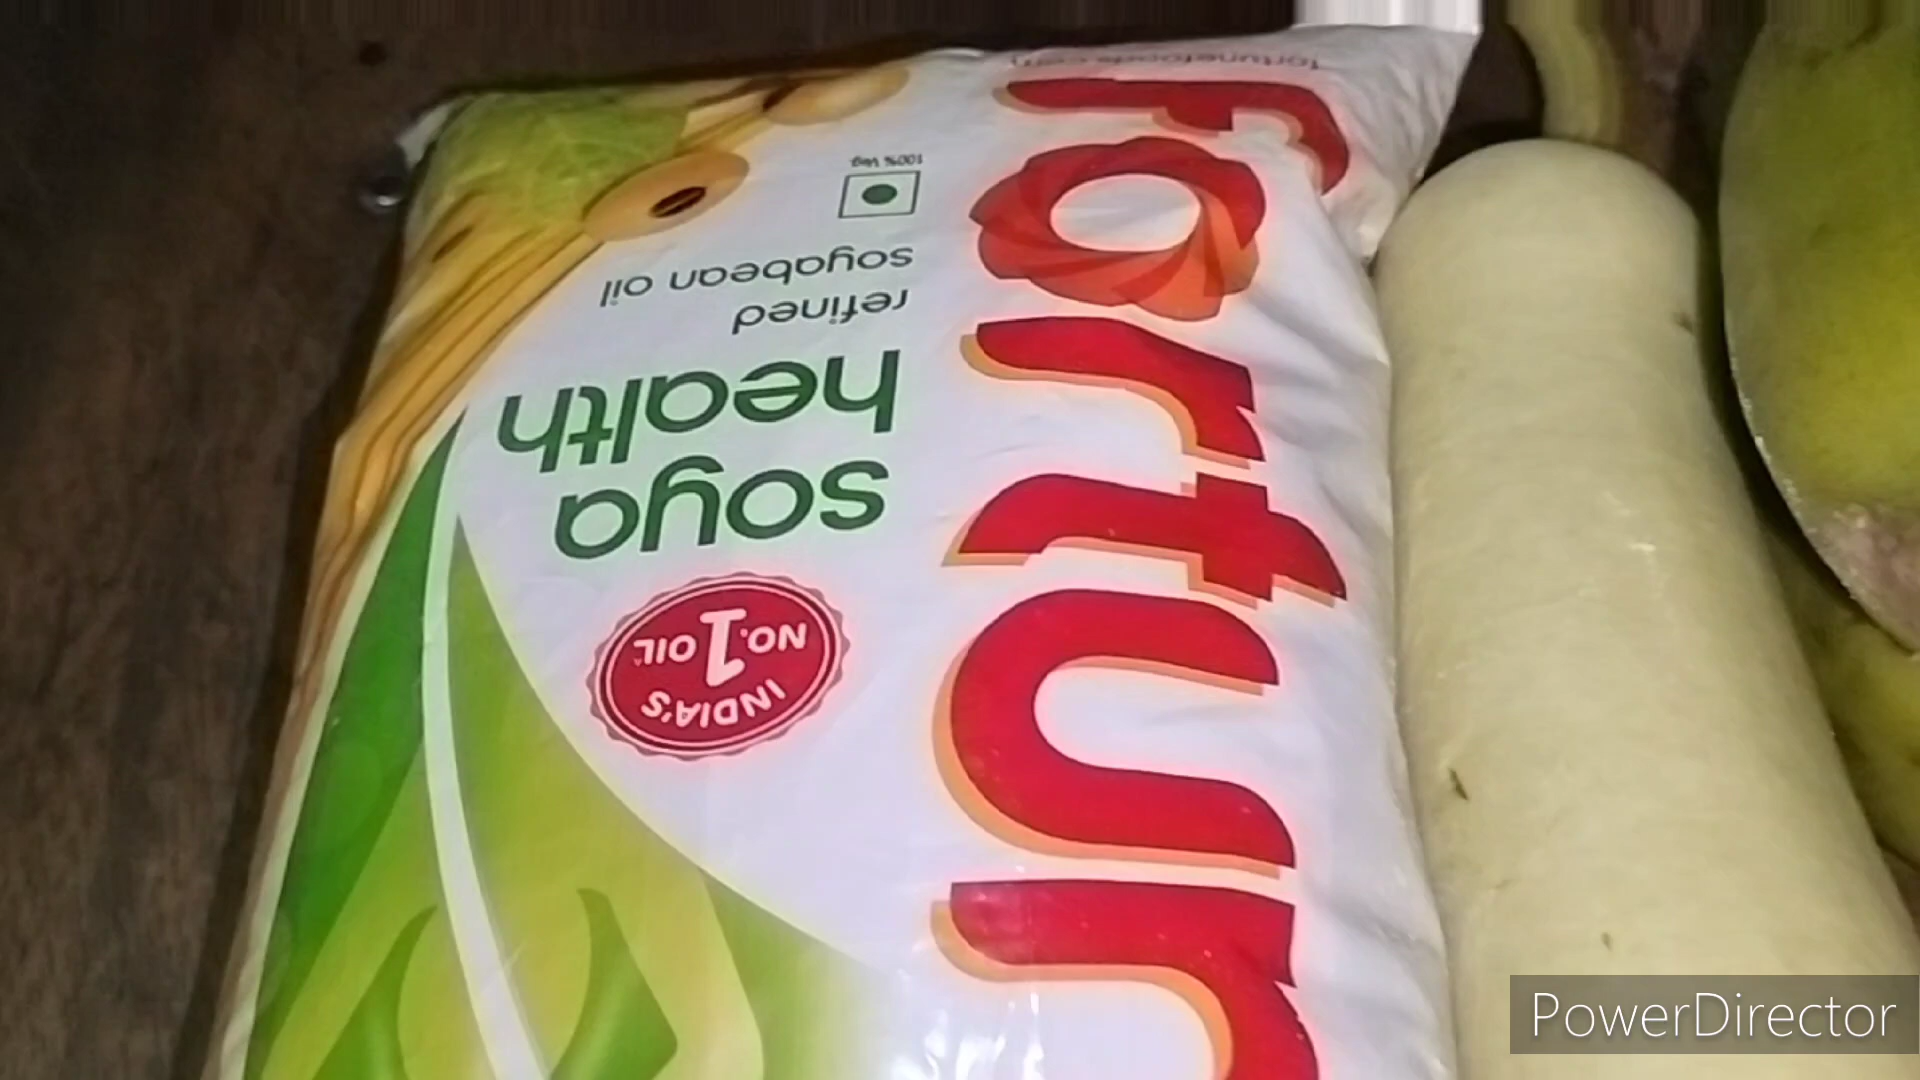 fortunefoods.com
fortun
INDIA'S
NO.1 OIL
soya
health
refined
soyabean oil
100% Veg
PowerDirector